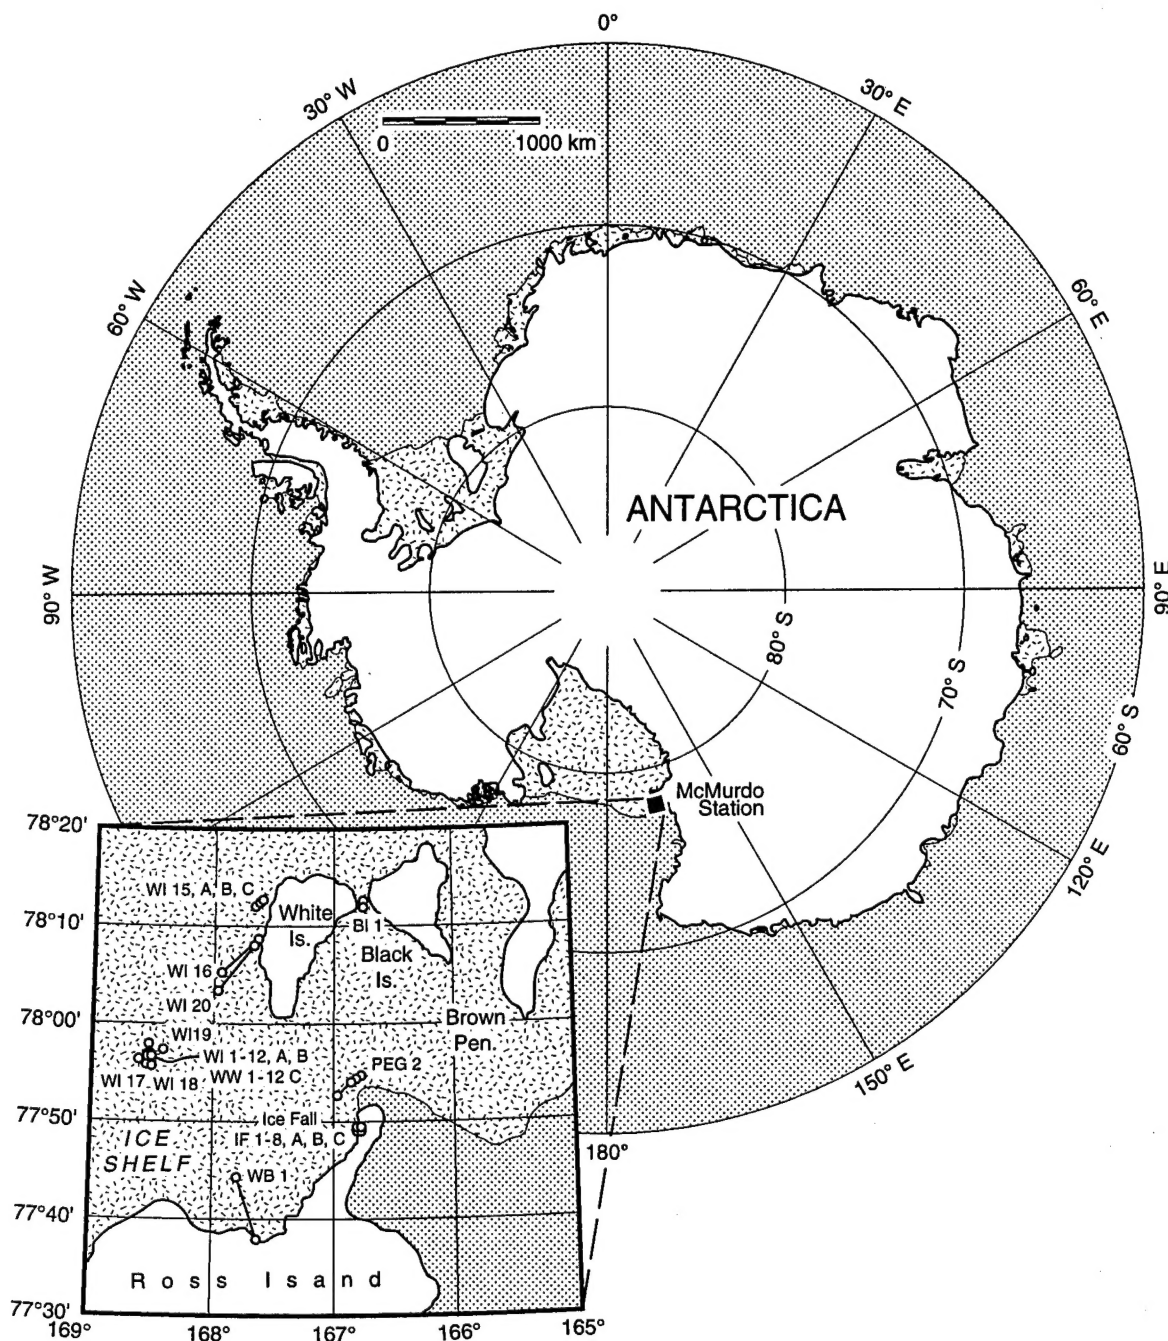 0°
30° W
30° E
0
1000 km
60° W
60° E
ANTARCTICA
90° W
90° E
80° S
70° S
60° S
McMurdo
Station
120° E
150° E
180°
78°20'
78°10'
78°00'
77°50'
77°40'
77°30'
169°
168°
167°
166°
165°
WI 15, A, B, C
White
Is.
BI 1
Black
Is.
WI 16
WI 20
WI19
Brown
Pen.
WI 1-12, A, B
WW 1-12 C
WI 17
WI 18
PEG 2
Ice Fall
IF 1-8, A, B, C
ICE
SHELF
WB 1
Ross Island